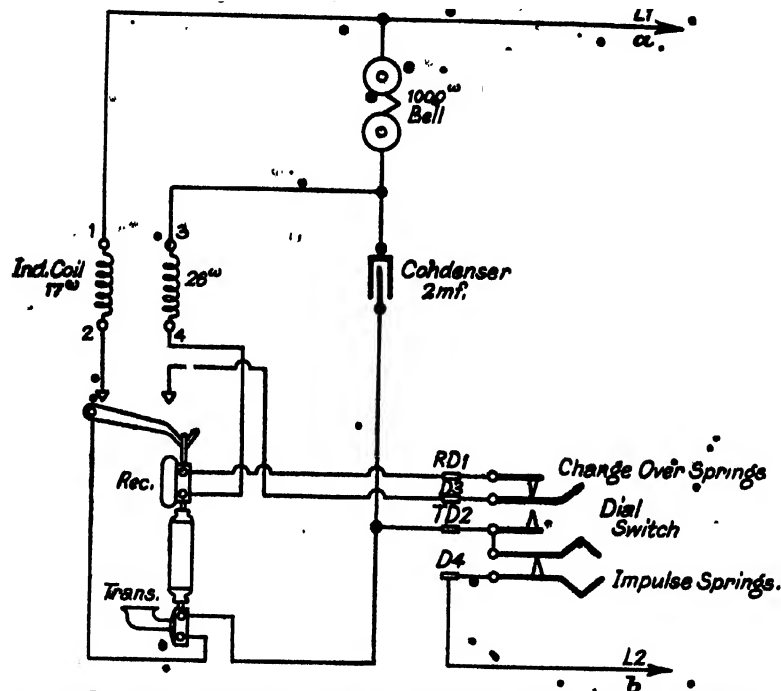 L1
a.
1000ω
Bell
1
3
Ind. Coil
17ω
26ω
Condenser
2mf.
2
4
Rec.
RD1
Change Over Springs
D3
TD2
Dial
Switch
D4
Impulse Springs.
Trans.
L2
b